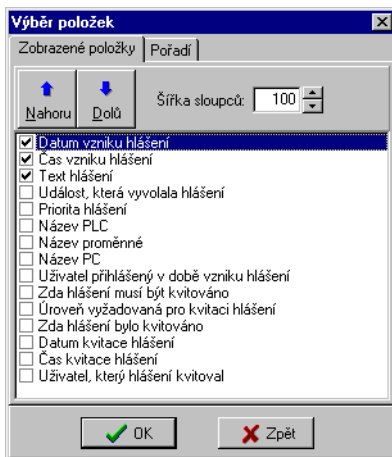 Výběr položek
Zobrazené položky
Pořadí
Nahoru
Dolů
Šířka sloupců:
100
Datum vzniku hlášení
Čas vzniku hlášení
Text hlášení
Událost, která vyvolala hlášení
Priorita hlášení
Název PLC
Název proměnné
Název PC
Uživatel přihlášený v době vzniku hlášení
Zda hlášení musí být kvitováno
Úroveň vyžadovaná pro kvitaci hlášení
Zda hlášení bylo kvitováno
Datum kvitace hlášení
Čas kvitace hlášení
Uživatel, který hlášení kvitoval
OK
Zpět